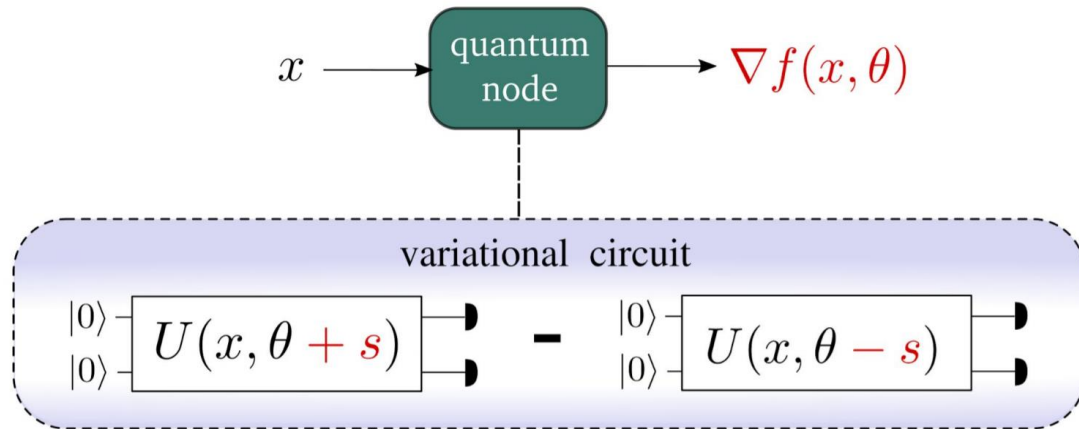 quantum
node
x
∇f(x, θ)
variational circuit
|0⟩ U(x, θ + s) - |0⟩ U(x, θ − s)
|0⟩ |0⟩